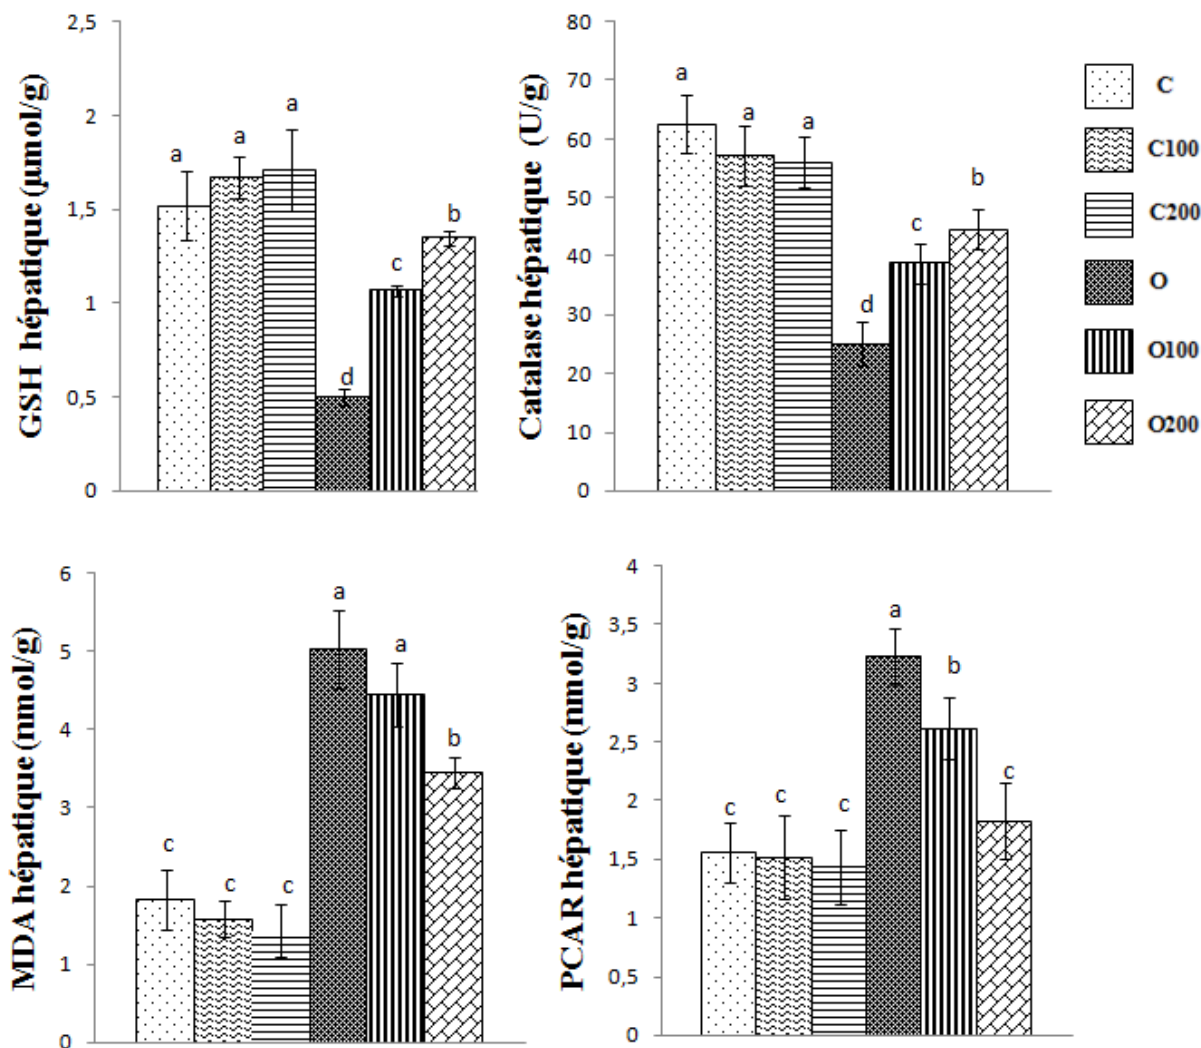 GSH hépatique (µmol/g)
2,5
2
1,5
1
0,5
0
a
a
a
d
c
b
Catalase hépatique (U/g)
80
70
60
50
40
30
20
10
0
a
a
a
d
c
b
C
C100
C200
O
O100
O200
MDA hépatique (nmol/g)
6
5
4
3
2
1
0
c
c
c
a
a
b
PCAR hépatique (nmol/g)
4
3,5
3
2,5
2
1,5
1
0,5
0
c
c
c
a
b
c